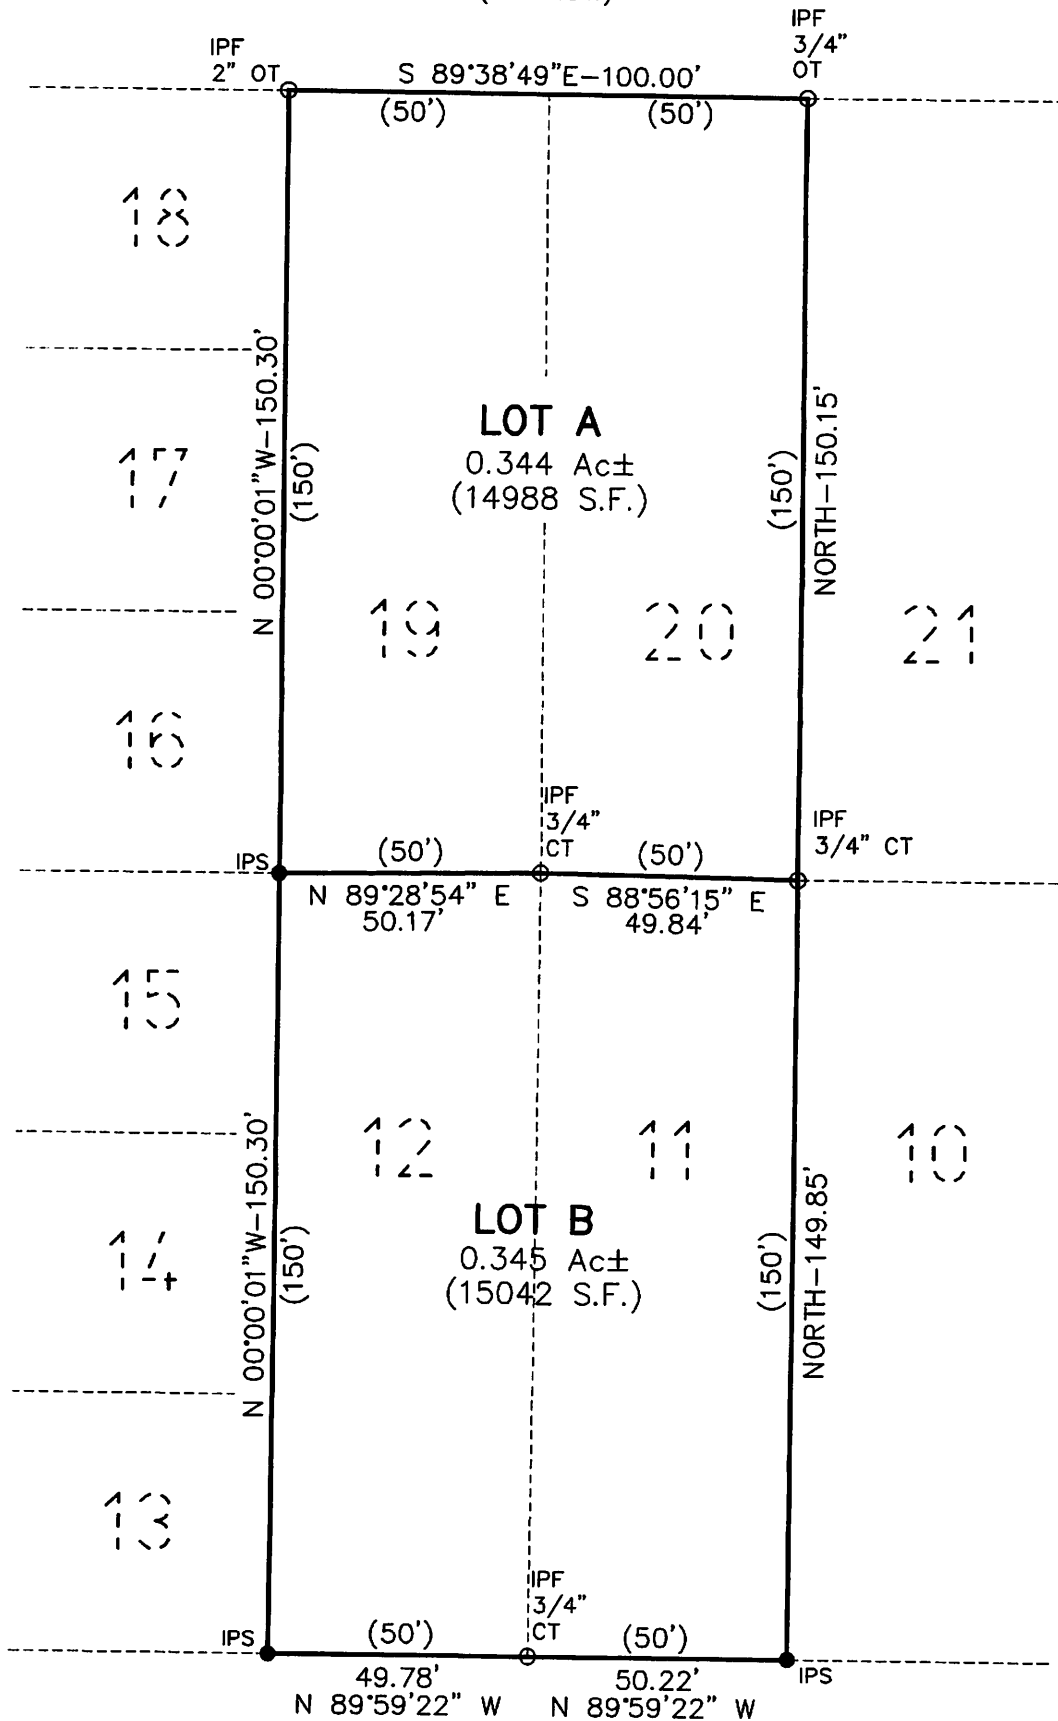 IPF
2" OT
IPF
3/4"
OT
S 89°38'49"E-100.00'
(50')
(50')
18
N 00°00'01"W-150.30'
(150')
17
LOT A
0.344 Ac±
(14988 S.F.)
(150')
NORTH-150.15'
19
20
21
16
IPF
3/4"
CT
IPF
3/4" CT
IPS
(50')
(50')
N 89°28'54" E
50.17'
S 88°56'15" E
49.84'
15
12
11
10
N 00°00'01"W-150.30'
(150')
14
LOT B
0.345 Ac±
(15042 S.F.)
(150')
NORTH-149.85'
13
IPF
3/4"
CT
IPS
(50')
(50')
IPS
49.78'
N 89°59'22" W
50.22'
N 89°59'22" W